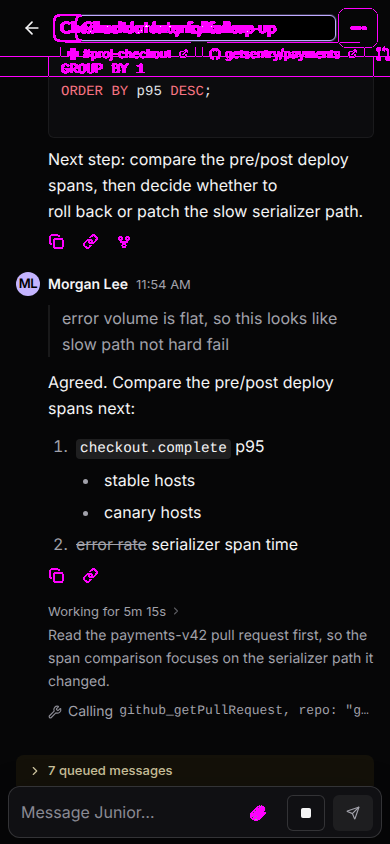 #proj-checkout getsentry/payments
GROUP BY 1
ORDER BY p95 DESC;
Next step: compare the pre/post deploy
spans, then decide whether to
roll back or patch the slow serializer path.
ML Morgan Lee 11:54 AM
error volume is flat, so this looks like
slow path not hard fail
Agreed. Compare the pre/post deploy
spans next:
1. checkout.complete p95
stable hosts
canary hosts
2. error rate serializer span time
Working for 5m 15s
Read the payments-v42 pull request first, so the
span comparison focuses on the serializer path it
changed.
Calling github_getPullRequest, repo: "g…
7 queued messages
Message Junior...